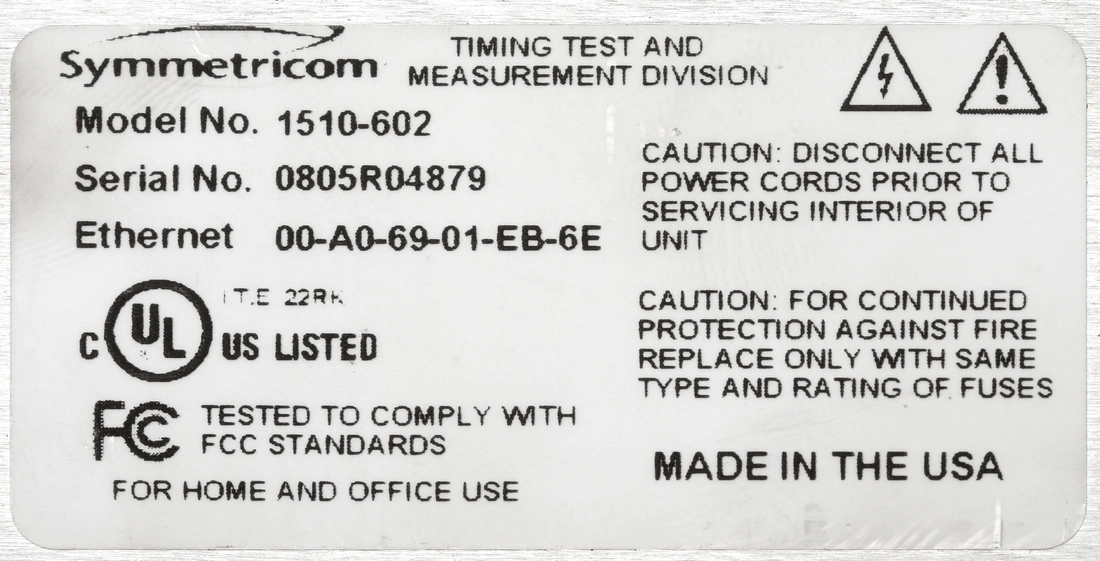 Symmetricom
TIMING TEST AND
MEASUREMENT DIVISION
Model No. 1510-602
Serial No. 0805R04879
Ethernet 00-A0-69-01-EB-6E
C UL US LISTED
I.T.E 22RK
FCC
TESTED TO COMPLY WITH
FCC STANDARDS
FOR HOME AND OFFICE USE
CAUTION: DISCONNECT ALL
POWER CORDS PRIOR TO
SERVICING INTERIOR OF
UNIT
CAUTION: FOR CONTINUED
PROTECTION AGAINST FIRE
REPLACE ONLY WITH SAME
TYPE AND RATING OF FUSES
MADE IN THE USA